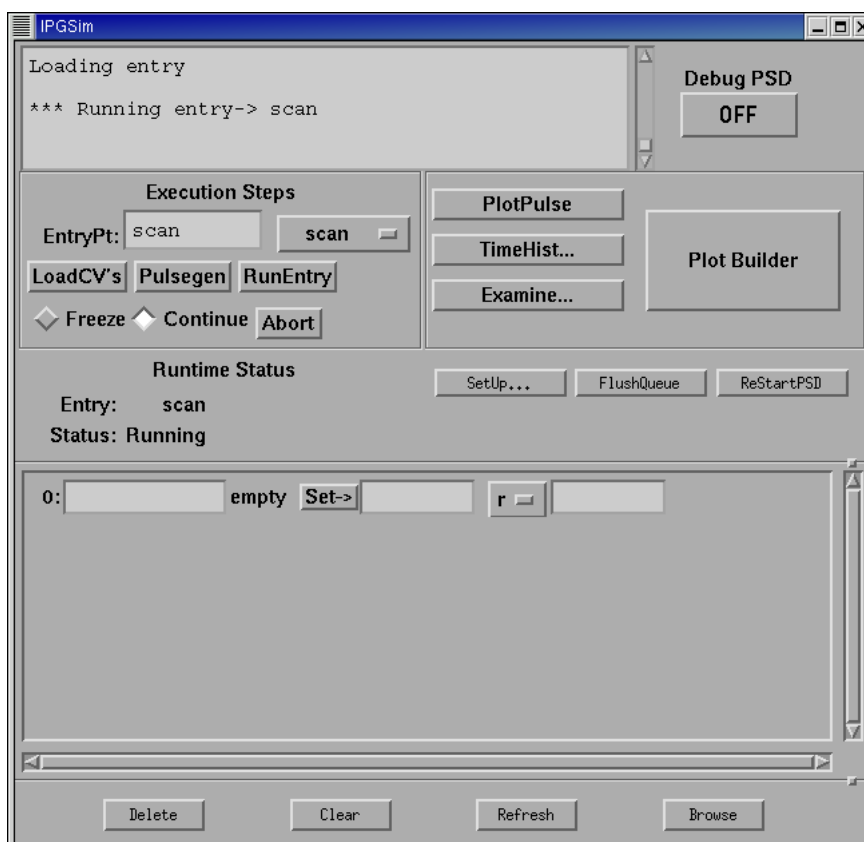 IPGSim
Loading entry
*** Running entry-> scan
Debug PSD
OFF
Execution Steps
EntryPt: scan scan
LoadCV's Pulsegen RunEntry
Freeze Continue Abort
PlotPulse
TimeHist...
Examine...
Plot Builder
Runtime Status
Entry: scan
Status: Running
SetUp... FlushQueue ReStartPSD
0: empty Set-> r
Delete Clear Refresh Browse